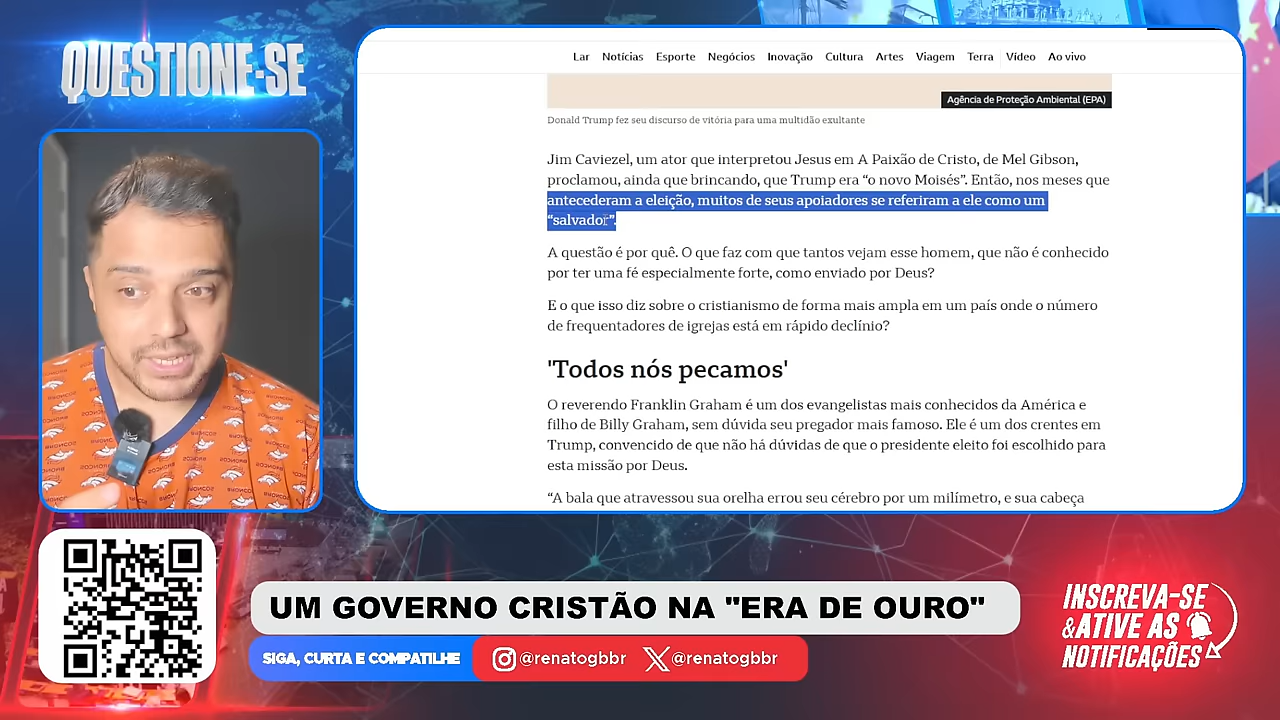 QUESTIONE-SE
Lar Notícias Esporte Negócios Inovação Cultura Artes Viagem Terra Vídeo Ao vivo
Agência de Proteção Ambiental (EPA)
Donald Trump fez seu discurso de vitória para uma multidão exultante
Jim Caviezel, um ator que interpretou Jesus em A Paixão de Cristo, de Mel Gibson,
proclamou, ainda que brincando, que Trump era “o novo Moisés”. Então, nos meses que
antecederam a eleição, muitos de seus apoiadores se referiram a ele como um
“salvador”.
A questão é por quê. O que faz com que tantos vejam esse homem, que não é conhecido
por ter uma fé especialmente forte, como enviado por Deus?
E o que isso diz sobre o cristianismo de forma mais ampla em um país onde o número
de frequentadores de igrejas está em rápido declínio?
'Todos nós pecamos'
O reverendo Franklin Graham é um dos evangelistas mais conhecidos da América e
filho de Billy Graham, sem dúvida seu pregador mais famoso. Ele é um dos crentes em
Trump, convencido de que não há dúvidas de que o presidente eleito foi escolhido para
esta missão por Deus.
“A bala que atravessou sua orelha errou seu cérebro por um milímetro, e sua cabeça
BRONCOS
UM GOVERNO CRISTÃO NA "ERA DE OURO"
SIGA, CURTA E COMPATILHE @renatogbbr @renatogbbr
INSCREVA-SE
&ATIVE AS
NOTIFICAÇÕES